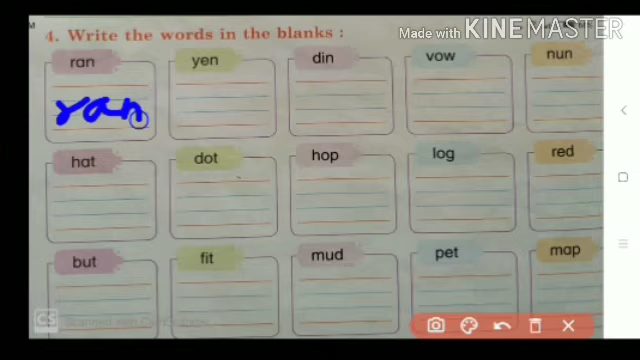 Made with KINEMASTER
4. Write the words in the blanks :
ran yen din vow nun
ran
hat dot hop log red
but fit mud pet map
CS